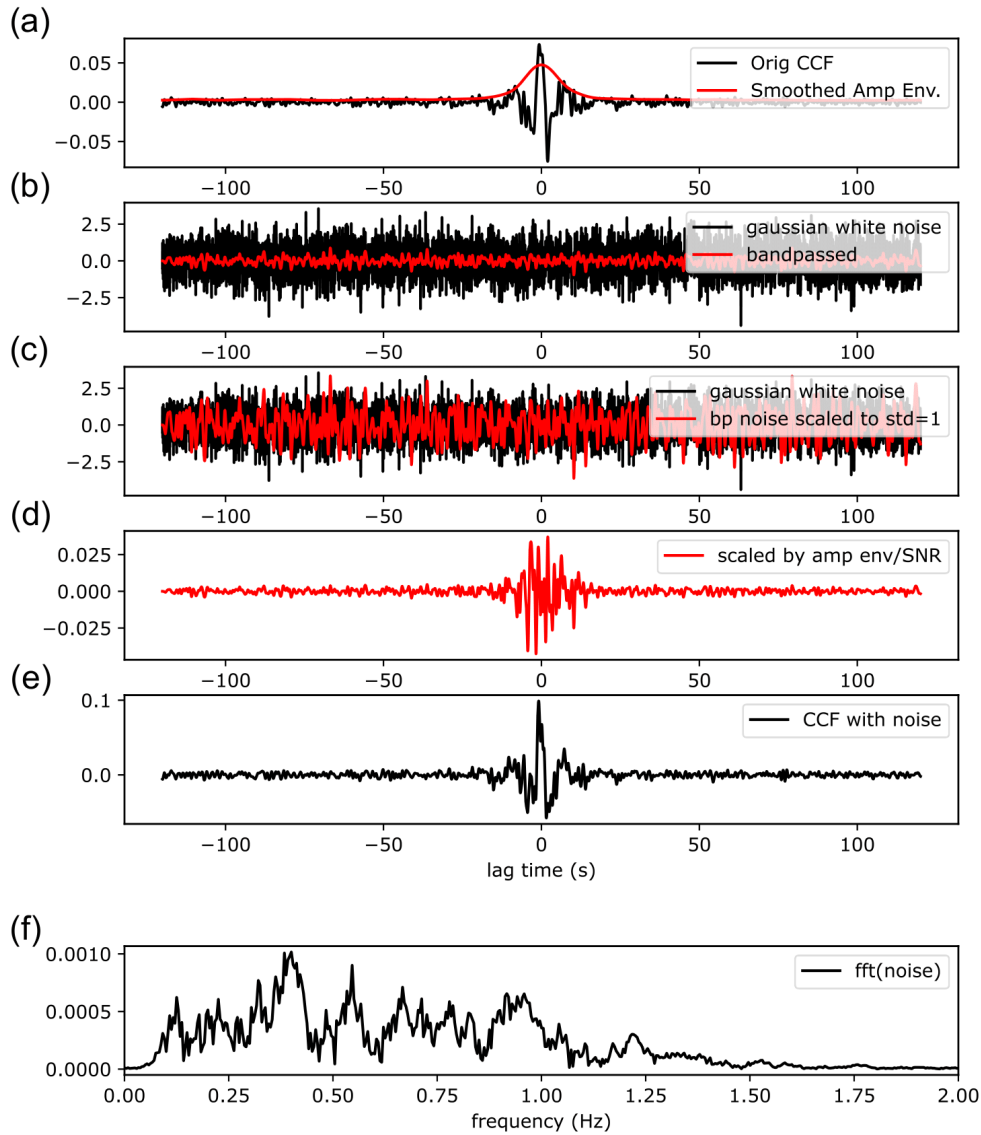 (a)
0.05
0.00
−0.05
Orig CCF
Smoothed Amp Env.
−100 −50 0 50 100
(b)
2.5
0.0
−2.5
gaussian white noise
bandpassed
−100 −50 0 50 100
(c)
2.5
0.0
−2.5
gaussian white noise
bp noise scaled to std=1
−100 −50 0 50 100
(d)
0.025
0.000
−0.025
scaled by amp env/SNR
−100 −50 0 50 100
(e)
0.1
0.0
CCF with noise
−100 −50 0 50 100
lag time (s)
(f)
0.0010
0.0005
0.0000
fft(noise)
0.00 0.25 0.50 0.75 1.00 1.25 1.50 1.75 2.00
frequency (Hz)